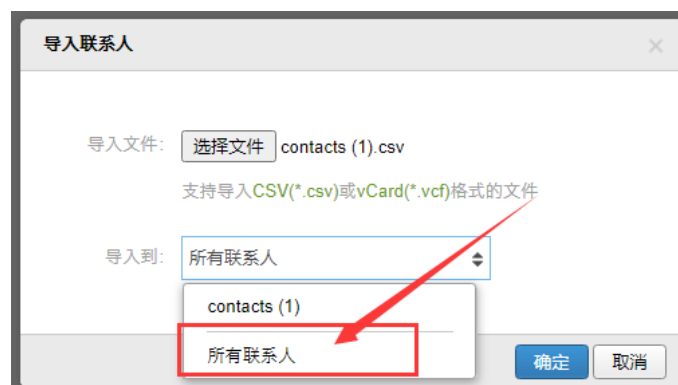 导入联系人
导入文件: 选择文件 contacts (1).csv
支持导入CSV(*.csv)或vCard(*.vcf)格式的文件
导入到: 所有联系人
contacts (1)
所有联系人
确定 取消